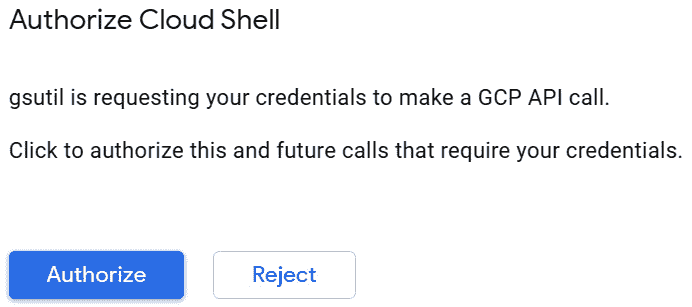 Authorize Cloud Shell
gsutil is requesting your credentials to make a GCP API call.
Click to authorize this and future calls that require your credentials.
Authorize
Reject